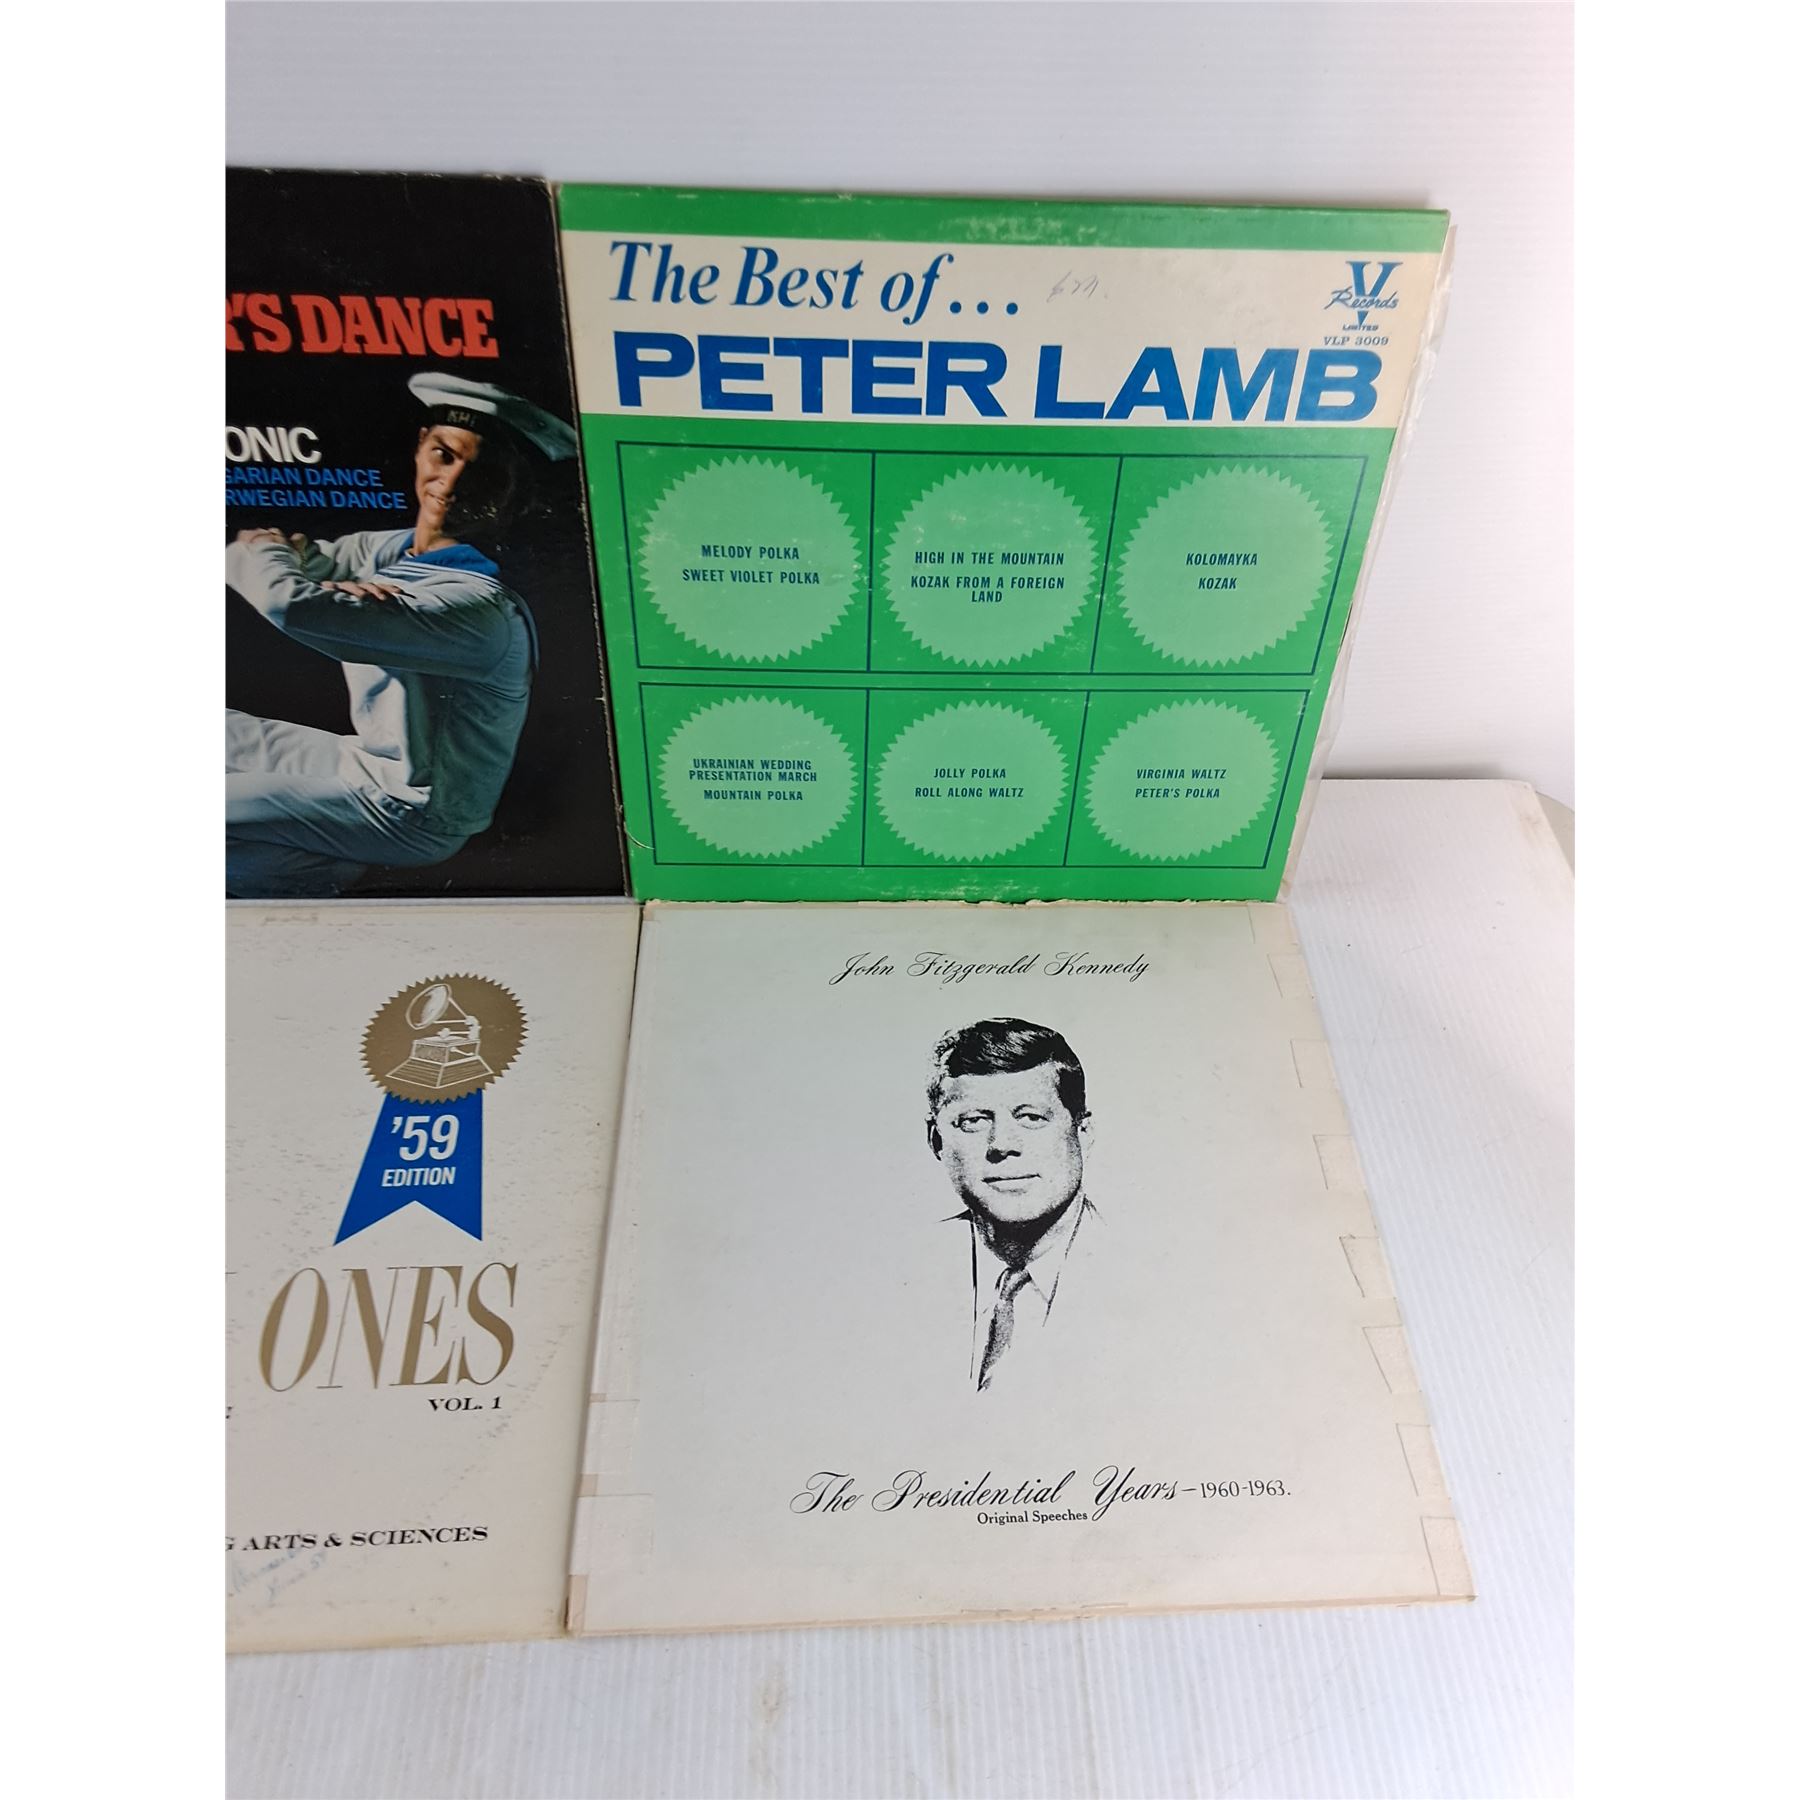 'S DANCE
ONIC
GARIAN DANCE
RWEGIAN DANCE
The Best of...
PETER LAMB
V
Records
LIMITED
VLP 3009
MELODY POLKA
SWEET VIOLET POLKA
HIGH IN THE MOUNTAIN
KOZAK FROM A FOREIGN
LAND
KOLOMAYKA
KOZAK
UKRAINIAN WEDDING
PRESENTATION MARCH
MOUNTAIN POLKA
JOLLY POLKA
ROLL ALONG WALTZ
VIRGINIA WALTZ
PETER'S POLKA
'59
EDITION
ONES
VOL. 1
G ARTS & SCIENCES
John Fitzgerald Kennedy
The Presidential Years-1960-1963.
Original Speeches